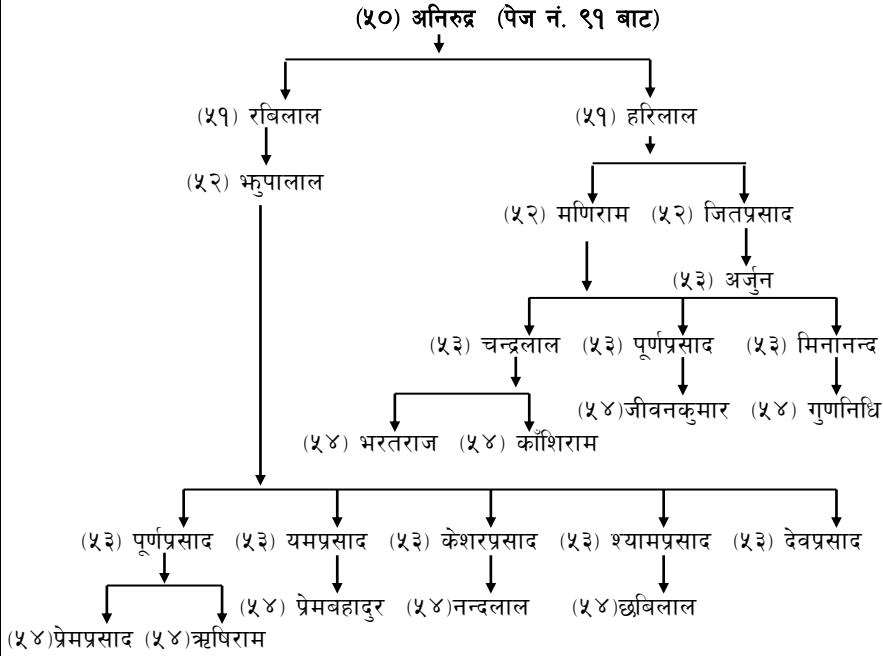 (५०) अनिरुद्र (पेज नं. ९१ बाट)
(५१) रबिलाल (५१) हरिलाल
(५२) झुपालाल
(५२) मणिराम (५२) जितप्रसाद
(५३) अर्जुन
(५३) चन्द्रलाल (५३) पूर्णप्रसाद (५३) मिनानन्द
(५४)जीवनकुमार (५४) गुणनिधि
(५४) भरतराज (५४) काँशिराम
(५३) पूर्णप्रसाद (५३) यमप्रसाद (५३) केशरप्रसाद (५३) श्यामप्रसाद (५३) देवप्रसाद
(५४) प्रेमबहादुर (५४)नन्दलाल (५४)छबिलाल
(५४)प्रेमप्रसाद (५४)ऋषिराम